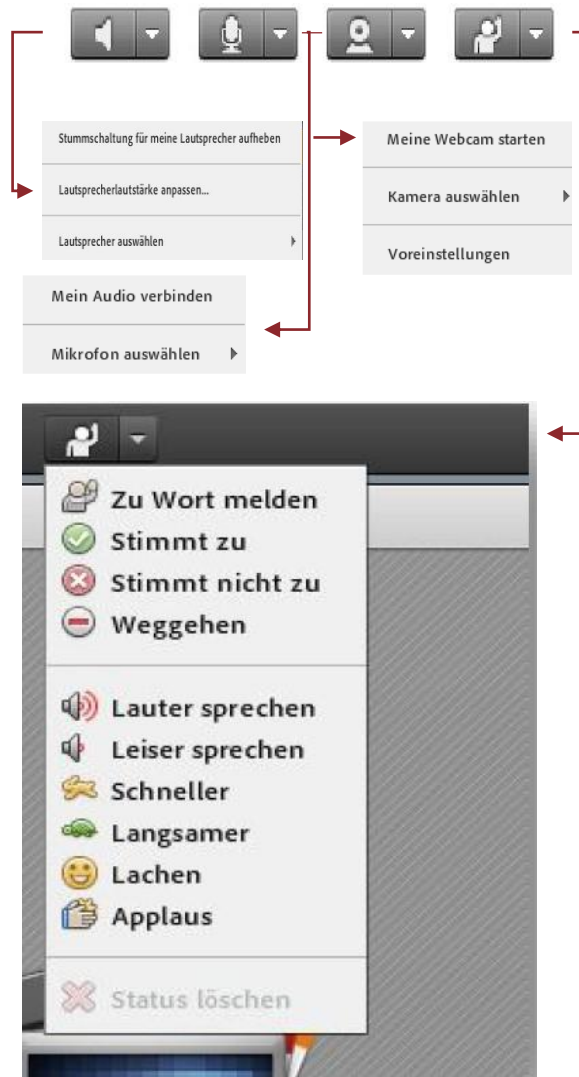 Stummschaltung für meine Lautsprecher aufheben
Lautsprecherlautstärke anpassen...
Lautsprecher auswählen
Meine Webcam starten
Kamera auswählen
Voreinstellungen
Mein Audio verbinden
Mikrofon auswählen
Zu Wort melden
Stimmt zu
Stimmt nicht zu
Weggehen
Lauter sprechen
Leiser sprechen
Schneller
Langsamer
Lachen
Applaus
Status löschen